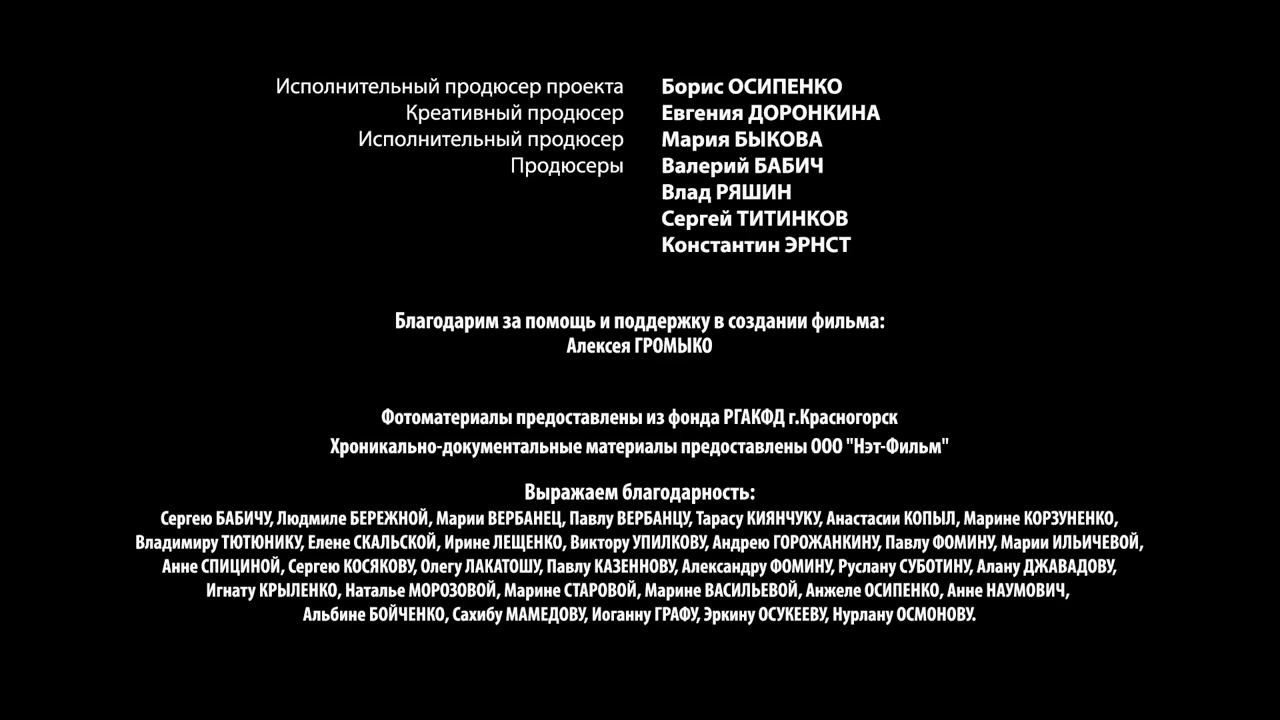 Исполнительный продюсер проекта Борис ОСИПЕНКО
Креативный продюсер Евгения ДОРОНКИНА
Исполнительный продюсер Мария БЫКОВА
Продюсеры Валерий БАБИЧ
Влад РЯШИН
Сергей ТИТИНКОВ
Константин ЭРНСТ
Благодарим за помощь и поддержку в создании фильма:
Алексея ГРОМЫКО
Фотоматериалы предоставлены из фонда РГАКФД г.Красногорск
Хроникально-документальные материалы предоставлены ООО "Нэт-Фильм"
Выражаем благодарность:
Сергею БАБИЧУ, Людмиле БЕРЕЖНОЙ, Марии ВЕРБАНЕЦ, Павлу ВЕРБАНЦУ, Тарасу КИЯНЧУКУ, Анастасии КОПЫЛ, Марине КОРЗУНЕНКО,
Владимиру ТЮТЮНИКУ, Елене СКАЛЬСКОЙ, Ирине ЛЕЩЕНКО, Виктору УПИЛКОВУ, Андрею ГОРОЖАНКИНУ, Павлу ФОМИНУ, Марии ИЛЬИЧЕВОЙ,
Анне СПИЦИНОЙ, Сергею КОСЯКОВУ, Олегу ЛАКАТОШУ, Павлу КАЗЕННОВУ, Александру ФОМИНУ, Руслану СУБОТИНУ, Алану ДЖАВАДОВУ,
Игнату КРЫЛЕНКО, Наталье МОРОЗОВОЙ, Марине СТАРОВОЙ, Марине ВАСИЛЬЕВОЙ, Анжеле ОСИПЕНКО, Анне НАУМОВИЧ,
Альбине БОЙЧЕНКО, Сахибу МАМЕДОВУ, Иоганну ГРАФУ, Эркину ОСУКЕЕВУ, Нурлану ОСМОНОВУ.